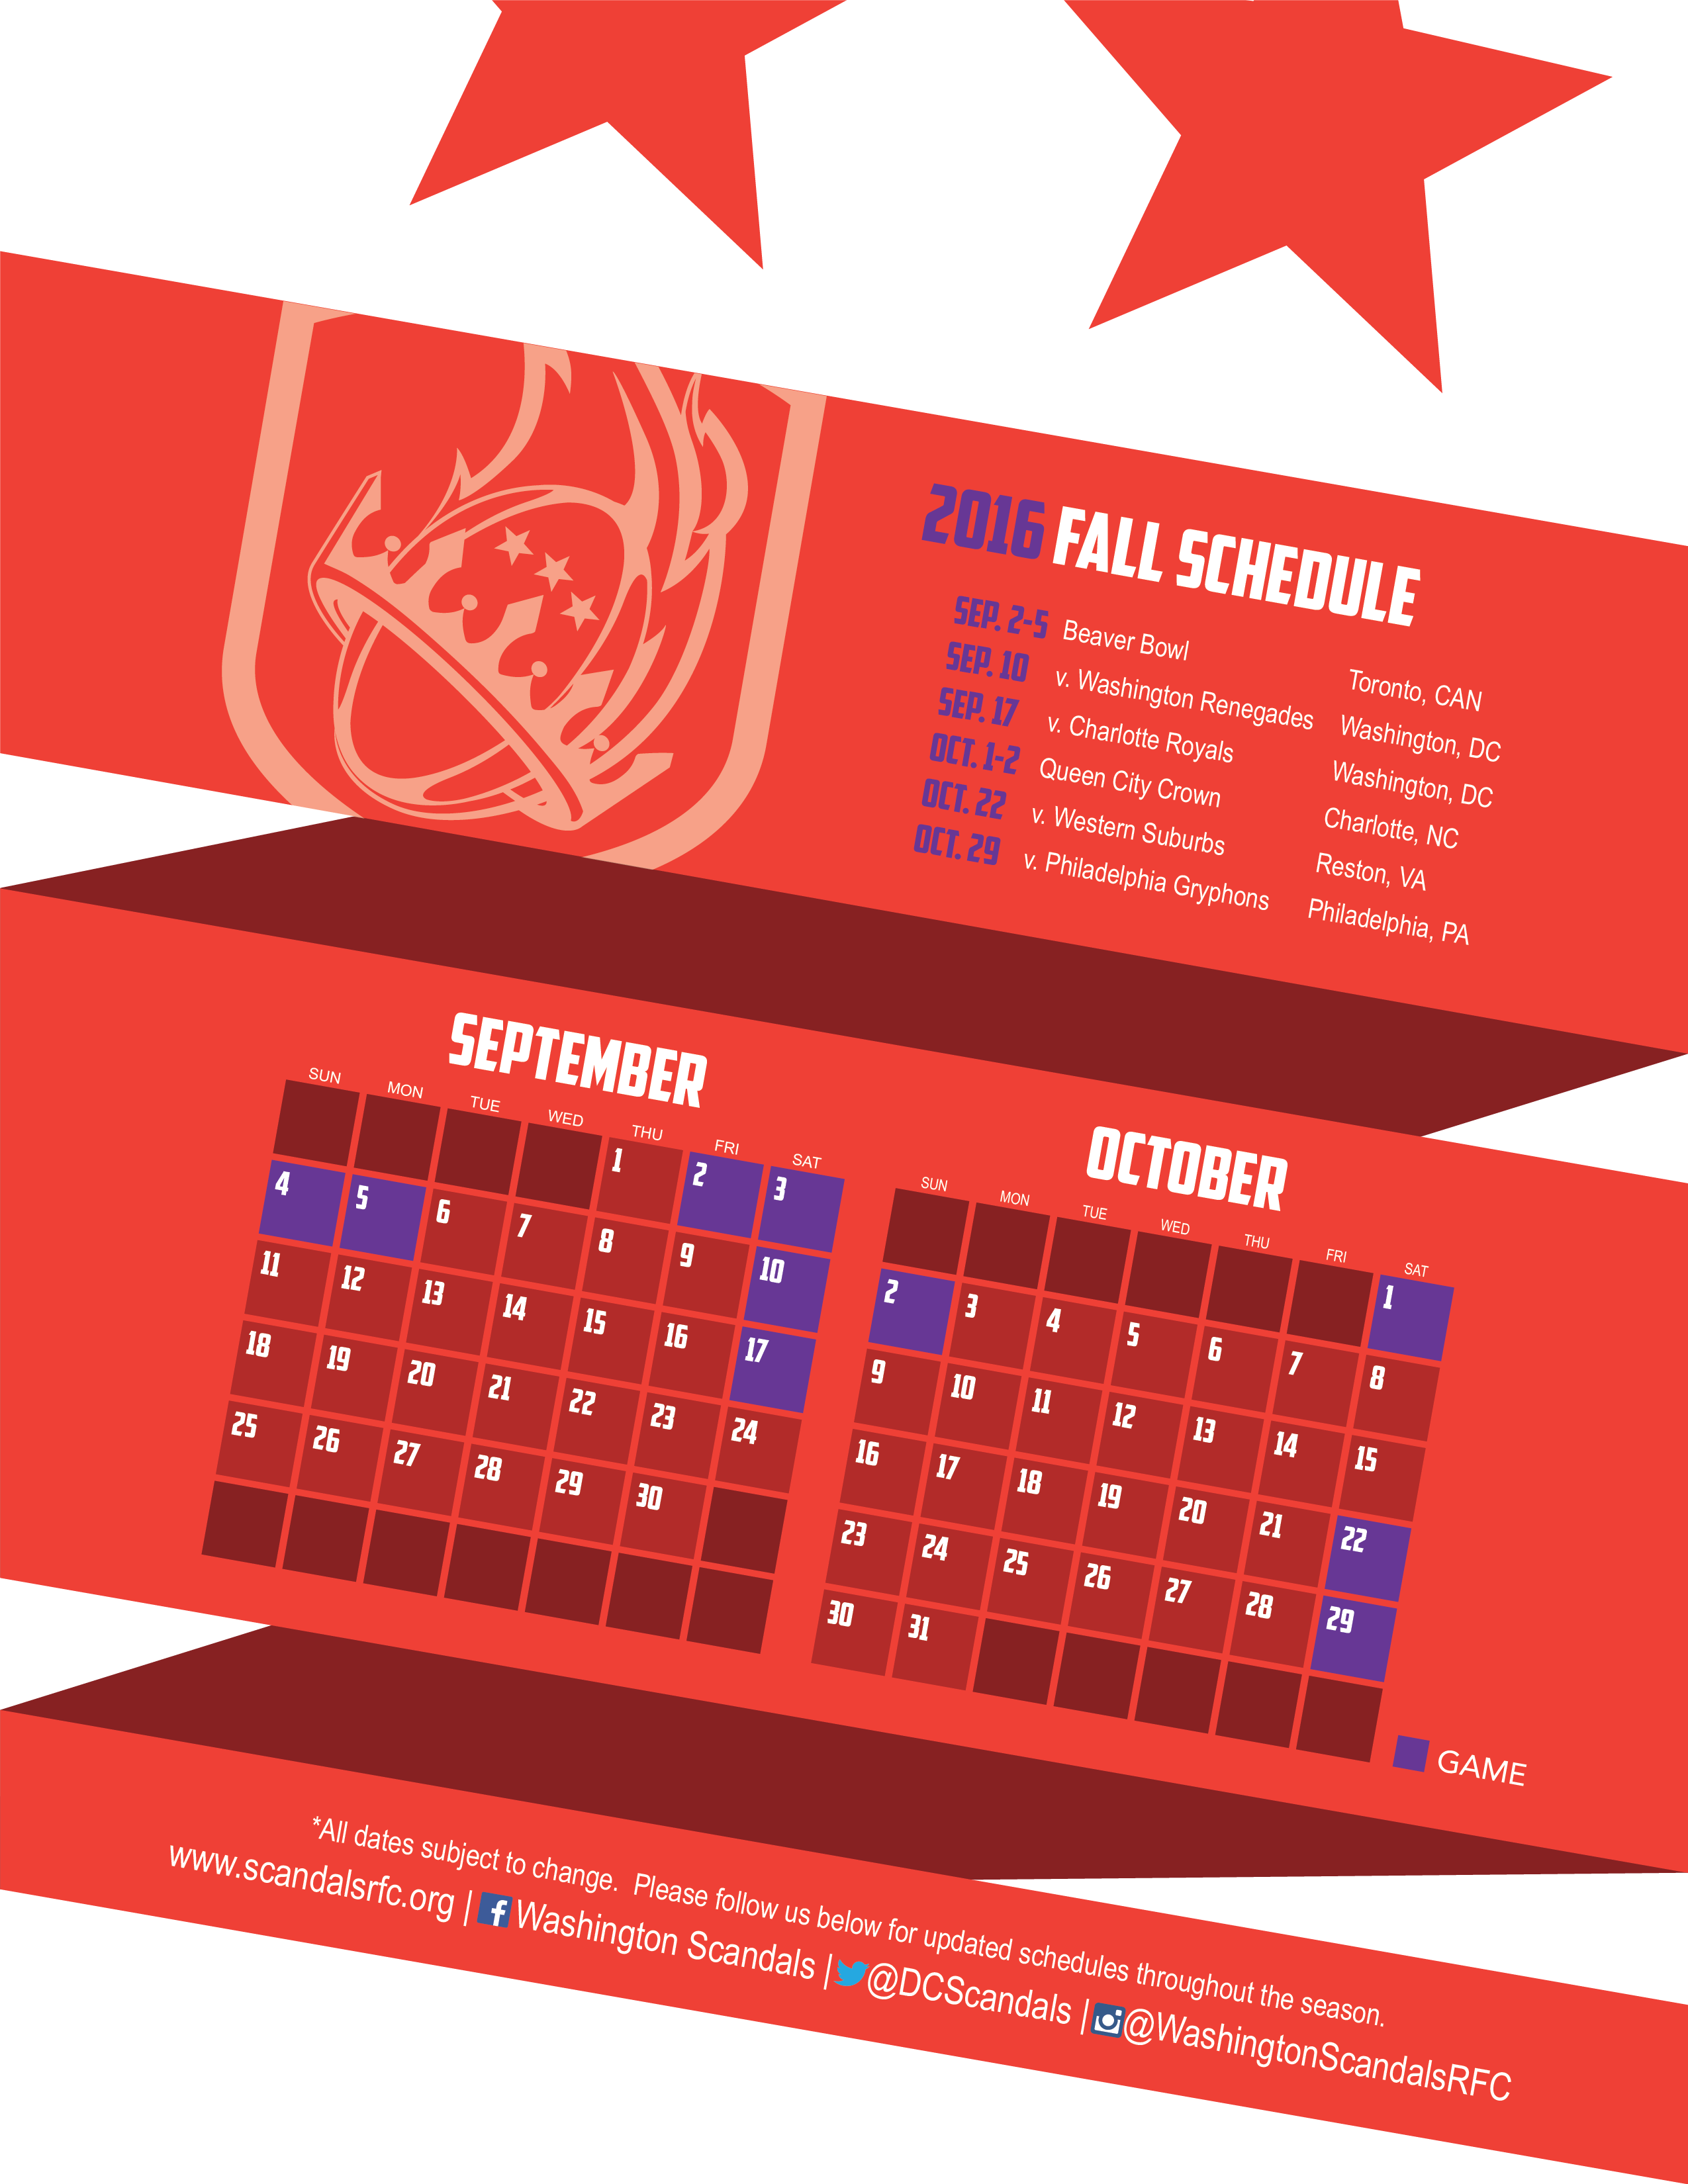 2016 FALL SCHEDULE
SEP. 2-5 Beaver Bowl Toronto, CAN
SEP. 10 v. Washington Renegades Washington, DC
SEP. 17 v. Charlotte Royals Washington, DC
OCT. 1-2 Queen City Crown Charlotte, NC
OCT. 22 v. Western Suburbs Reston, VA
OCT. 29 v. Philadelphia Gryphons Philadelphia, PA
SEPTEMBER
SUN MON TUE WED THU FRI SAT
1 2 3
4 5 6 7 8 9 10
11 12 13 14 15 16 17
18 19 20 21 22 23 24
25 26 27 28 29 30
OCTOBER
SUN MON TUE WED THU FRI SAT
1
2 3 4 5 6 7 8
9 10 11 12 13 14 15
16 17 18 19 20 21 22
23 24 25 26 27 28 29
30 31
GAME
*All dates subject to change. Please follow us below for updated schedules throughout the season.
www.scandalsrfc.org | f Washington Scandals | @DCScandals | @WashingtonScandalsRFC